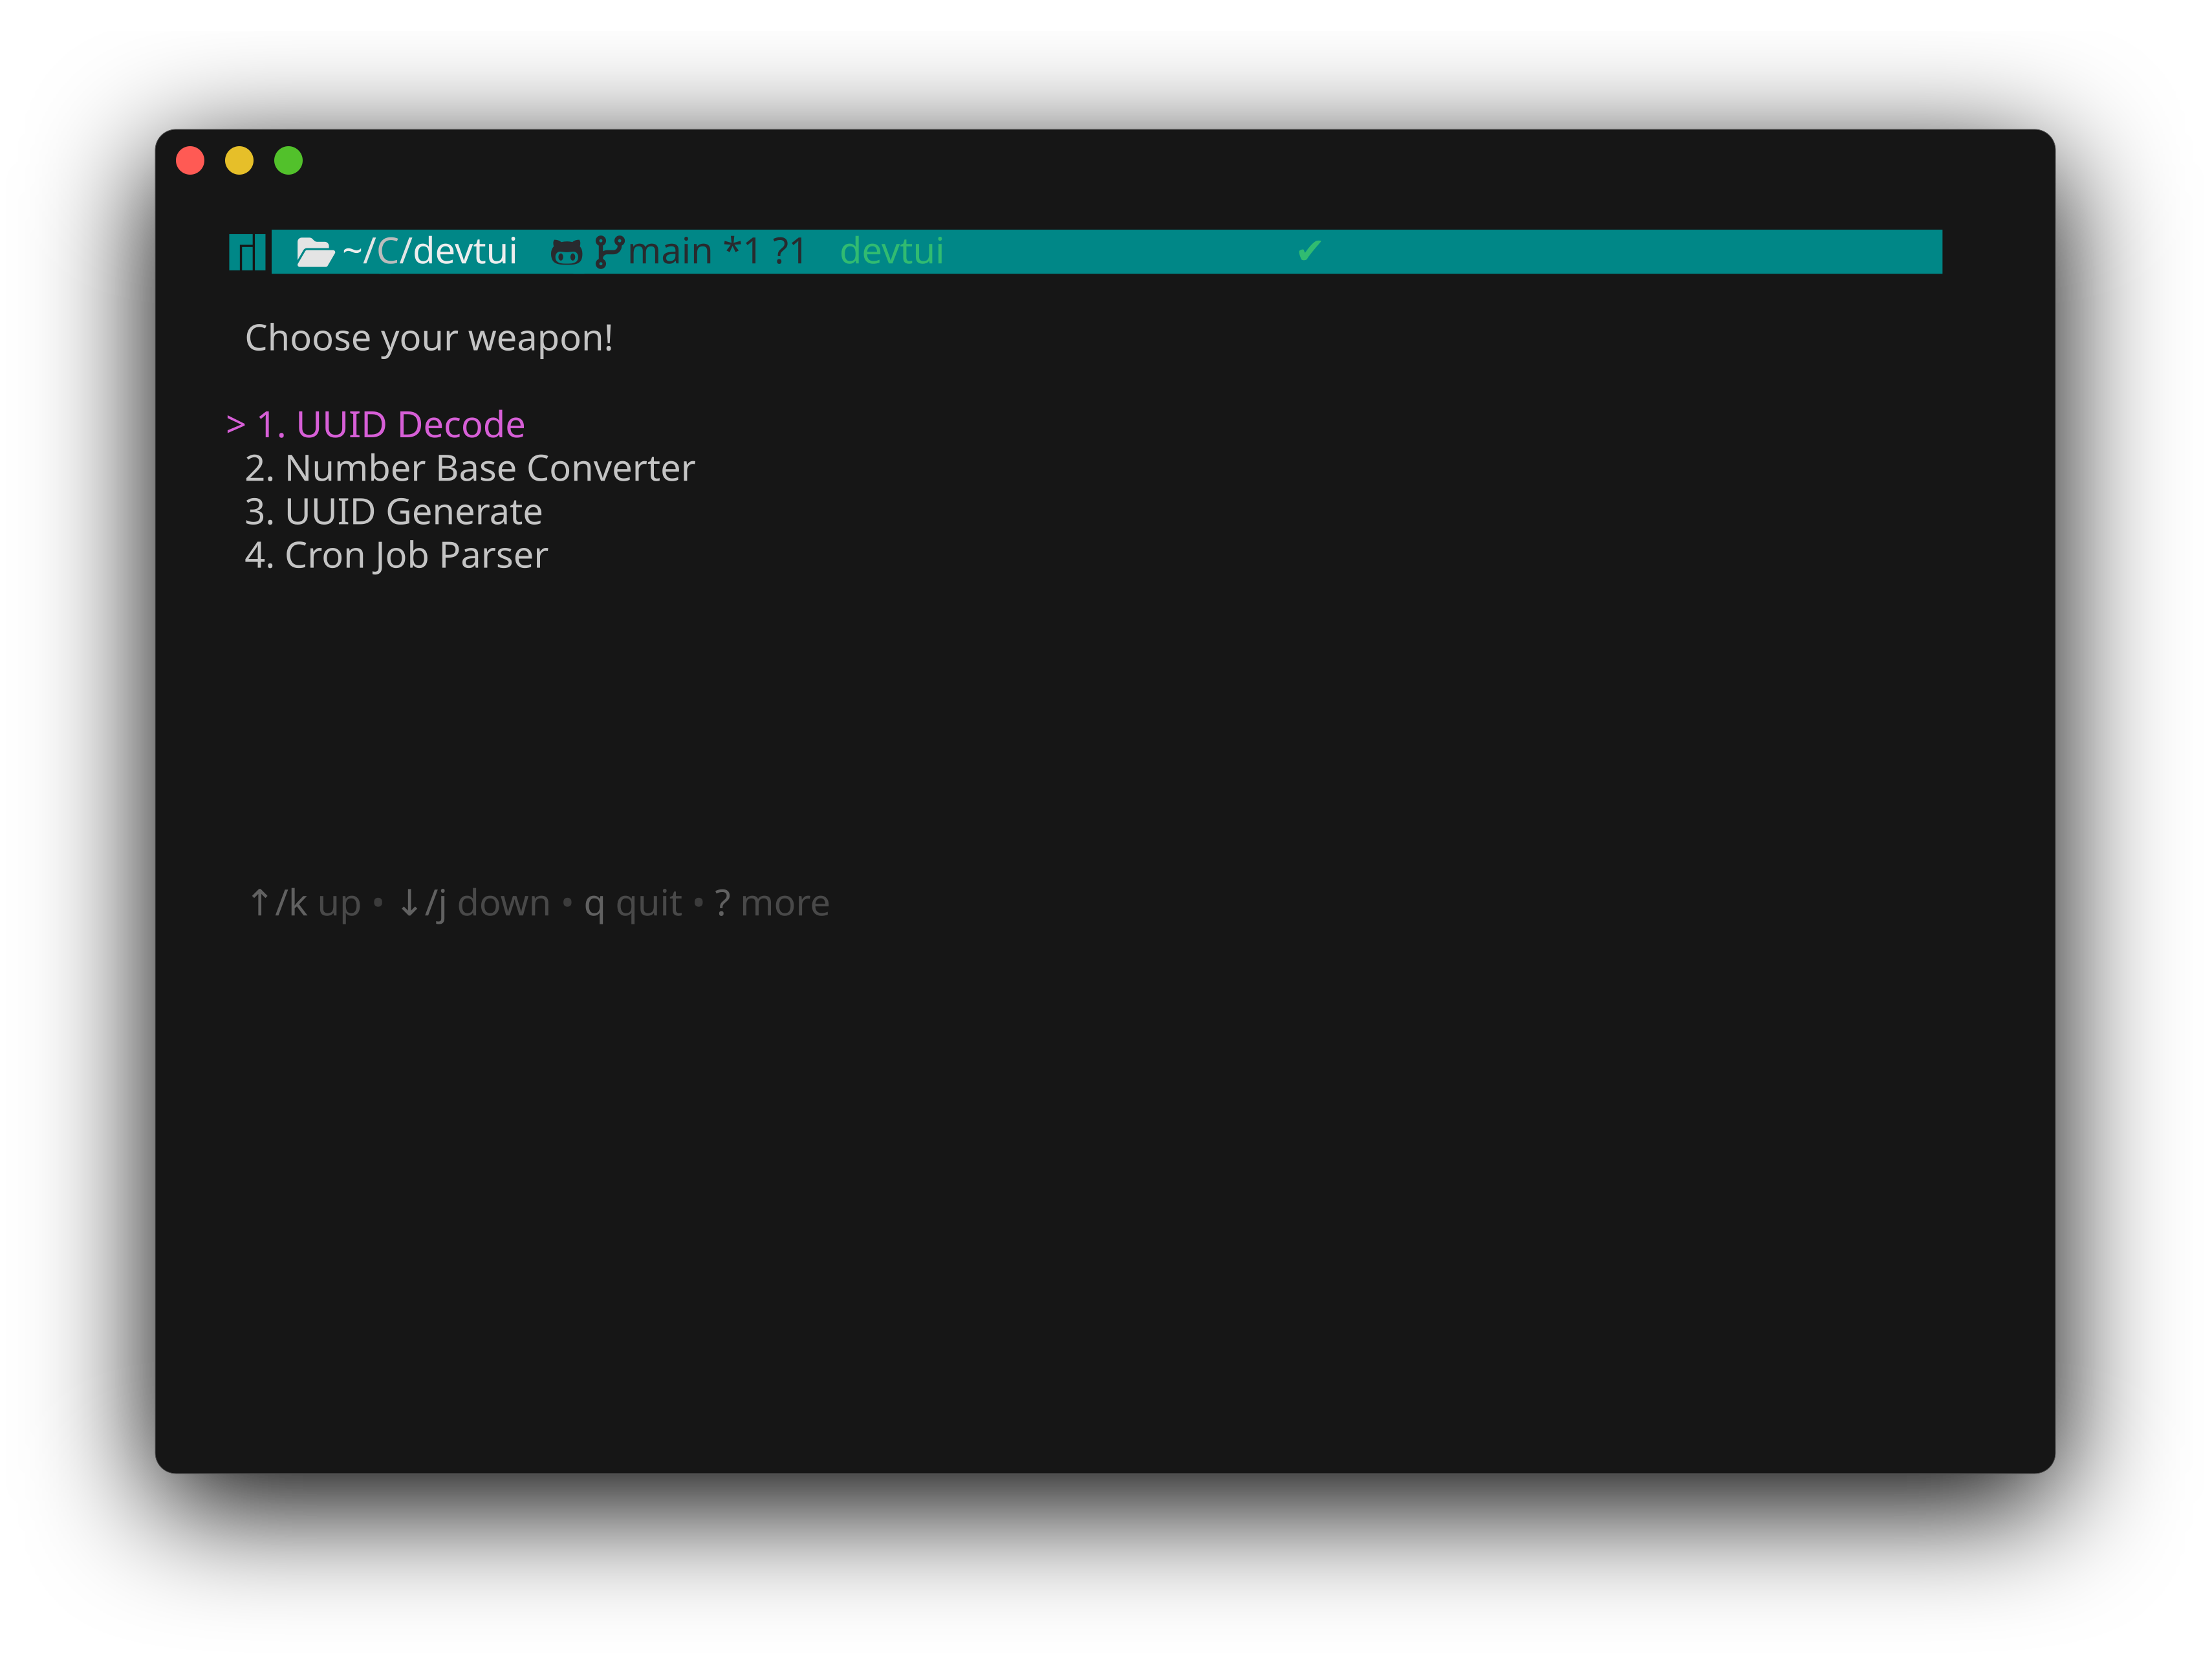 ~/C/devtui main *1 ?1 devtui ✔
Choose your weapon!
> 1. UUID Decode
2. Number Base Converter
3. UUID Generate
4. Cron Job Parser
↑/k up • ↓/j down • q quit • ? more